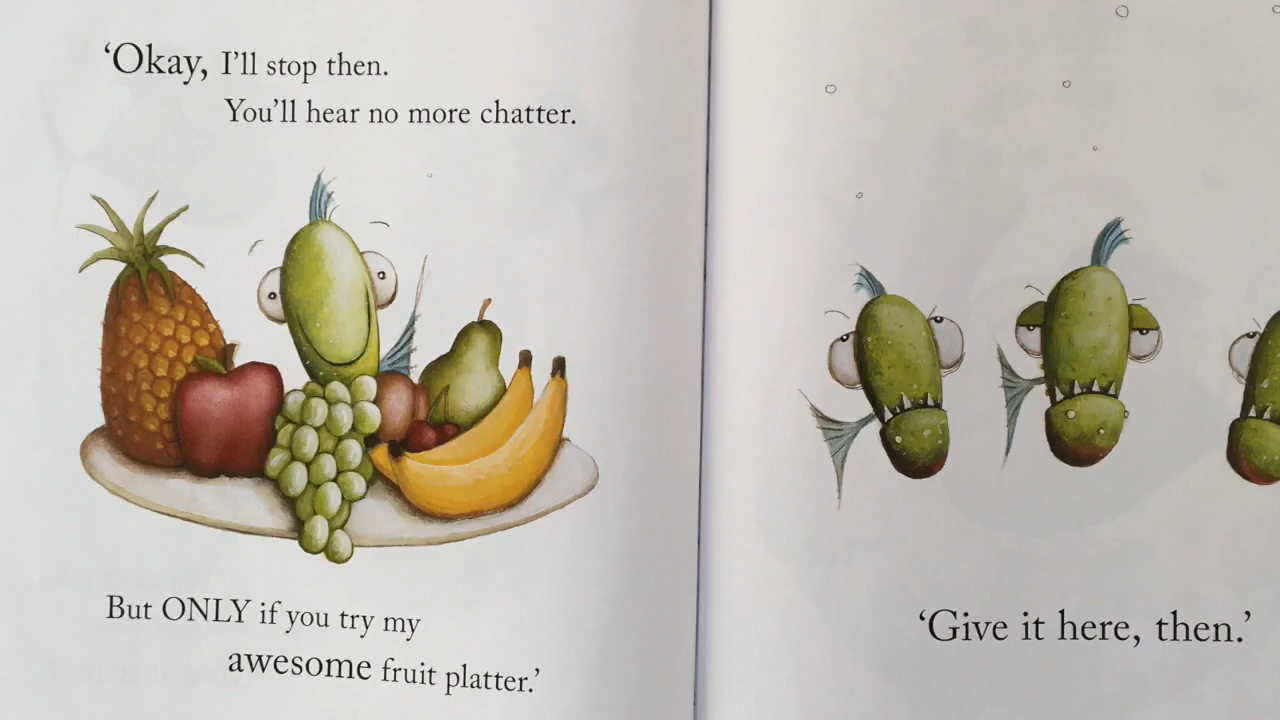 ‘Okay, I’ll stop then.
You’ll hear no more chatter.
But ONLY if you try my
awesome fruit platter.’
‘Give it here, then.’